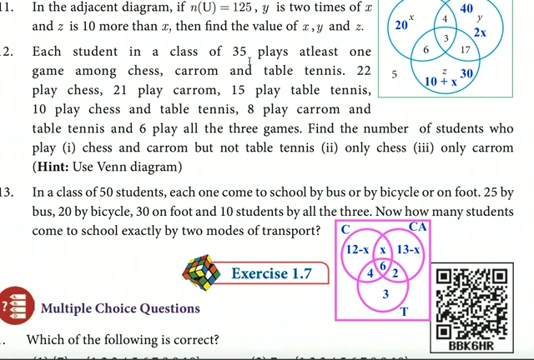 11. In the adjacent diagram, if n(U) = 125, y is two times of x
and z is 10 more than x, then find the value of x, y and z.
40
x
20
4
y
2x
3
6
17
5
z
10 + x
30
2. Each student in a class of 35 plays atleast one
game among chess, carrom and table tennis. 22
play chess, 21 play carrom, 15 play table tennis,
10 play chess and table tennis, 8 play carrom and
table tennis and 6 play all the three games. Find the number of students who
play (i) chess and carrom but not table tennis (ii) only chess (iii) only carrom
(Hint: Use Venn diagram)
13. In a class of 50 students, each one come to school by bus or by bicycle or on foot. 25 by
bus, 20 by bicycle, 30 on foot and 10 students by all the three. Now how many students
come to school exactly by two modes of transport?
C
CA
12-x
x
13-x
6
4
2
3
T
Exercise 1.7
?
Multiple Choice Questions
BBK6HR
. Which of the following is correct?